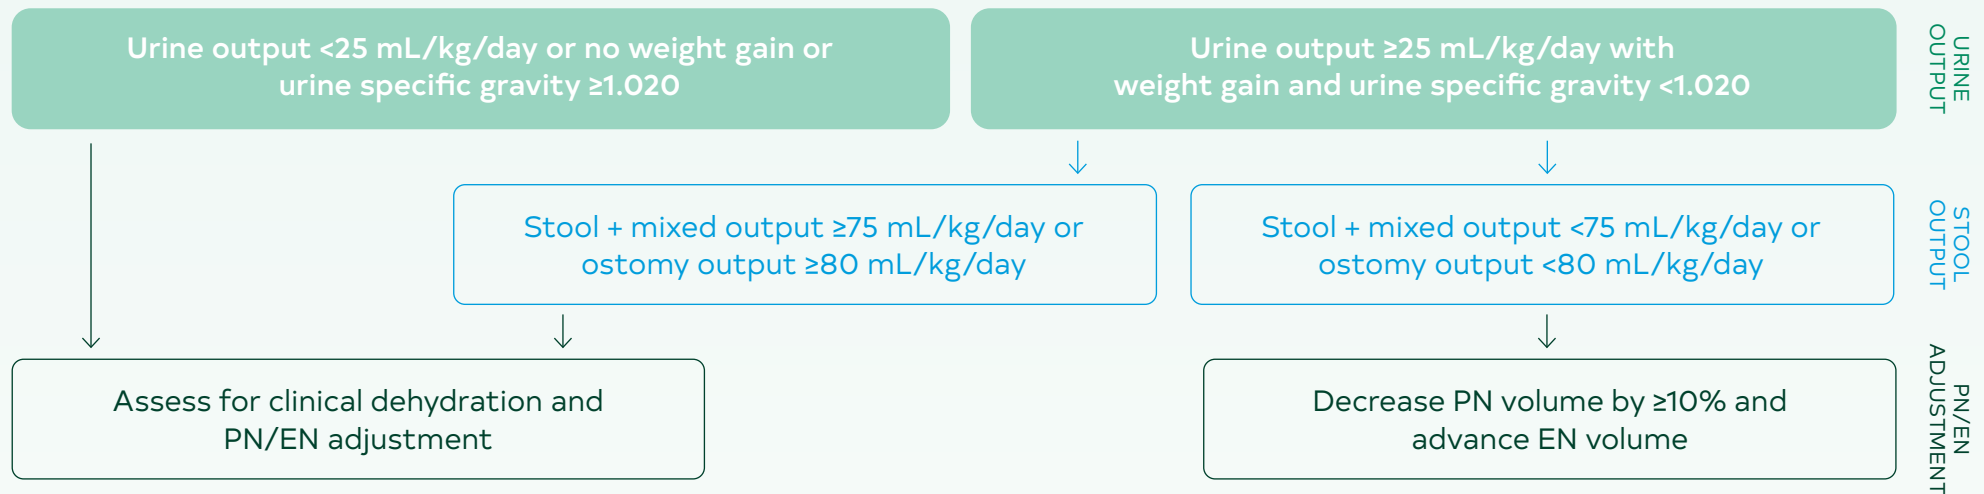 Urine output <25 mL/kg/day or no weight gain or
urine specific gravity ≥1.020
Urine output ≥25 mL/kg/day with
weight gain and urine specific gravity <1.020
URINE
OUTPUT
Stool + mixed output ≥75 mL/kg/day or
ostomy output ≥80 mL/kg/day
Stool + mixed output <75 mL/kg/day or
ostomy output <80 mL/kg/day
STOOL
OUTPUT
Assess for clinical dehydration and
PN/EN adjustment
Decrease PN volume by ≥10% and
advance EN volume
PN/EN
ADJUSTMENT